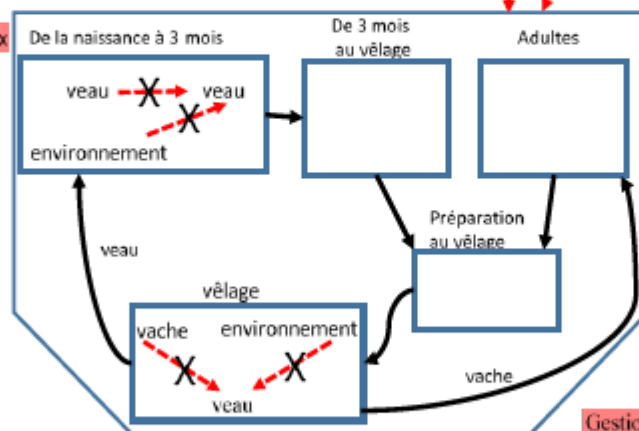 x
De la naissance à 3 mois
De 3 mois
au vêlage
Adultes
veau
veau
environnement
Préparation
au vêlage
veau
vêlage
vache
environnement
veau
vache
Gestio